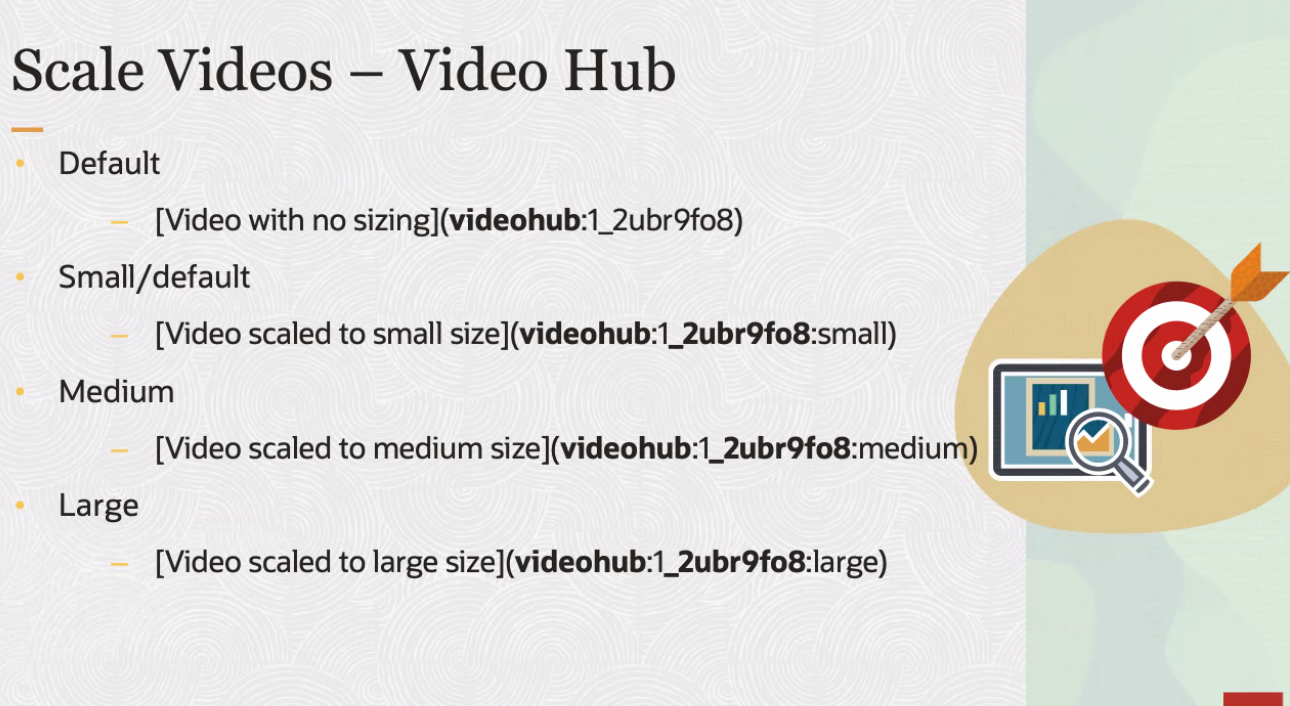 Scale Videos – Video Hub
• Default
– [Video with no sizing](videohub:1_2ubr9fo8)
• Small/default
– [Video scaled to small size](videohub:1_2ubr9fo8:small)
• Medium
– [Video scaled to medium size](videohub:1_2ubr9fo8:medium)
• Large
– [Video scaled to large size](videohub:1_2ubr9fo8:large)